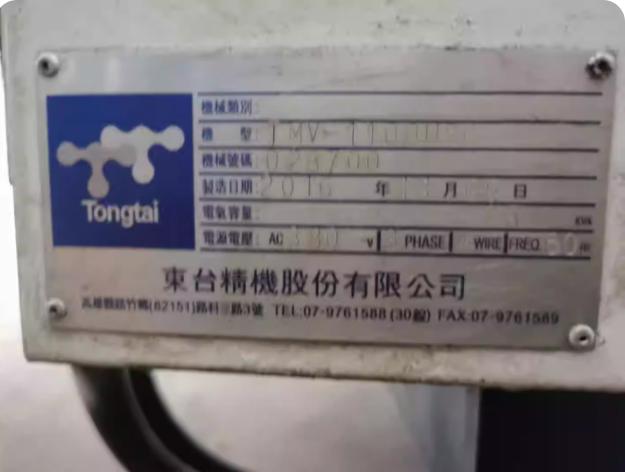 Tongtai
機械類別:
機 型:
機械號碼:
製造日期: 2016 年 月 日
電氣容量: KVA
電源電壓: AC 380 V PHASE WIRE FREQ. 60 Hz
東台精機股份有限公司
高雄縣路竹鄉(82151)路科三路3號 TEL:07-9761588(30線) FAX:07-9761589